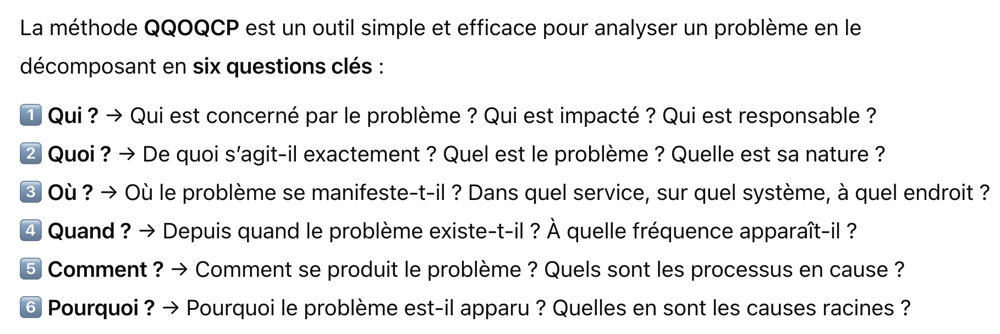 La méthode QQOQCP est un outil simple et efficace pour analyser un problème en le
décomposant en six questions clés :
1️⃣ Qui ? → Qui est concerné par le problème ? Qui est impacté ? Qui est responsable ?
2️⃣ Quoi ? → De quoi s’agit-il exactement ? Quel est le problème ? Quelle est sa nature ?
3️⃣ Où ? → Où le problème se manifeste-t-il ? Dans quel service, sur quel système, à quel endroit ?
4️⃣ Quand ? → Depuis quand le problème existe-t-il ? À quelle fréquence apparaît-il ?
5️⃣ Comment ? → Comment se produit le problème ? Quels sont les processus en cause ?
6️⃣ Pourquoi ? → Pourquoi le problème est-il apparu ? Quelles en sont les causes racines ?